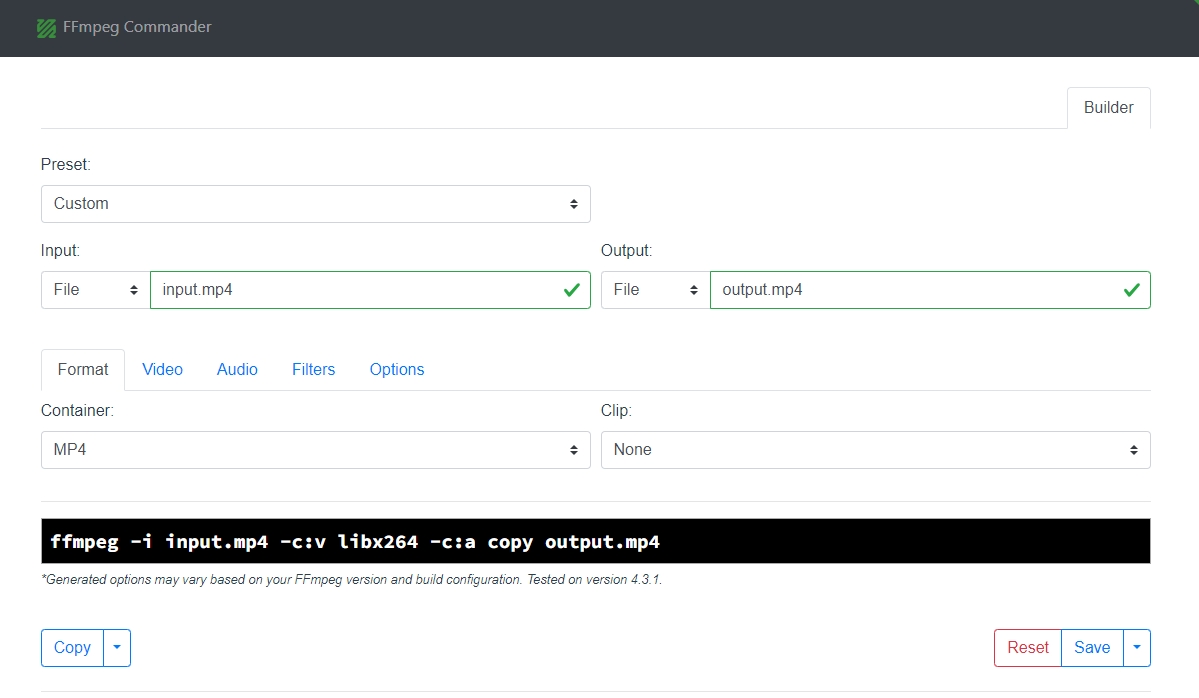 FFmpeg Commander
Builder
Preset:
Custom
Input: Output:
File input.mp4 File output.mp4
Format Video Audio Filters Options
Container: Clip:
MP4 None
ffmpeg -i input.mp4 -c:v libx264 -c:a copy output.mp4
*Generated options may vary based on your FFmpeg version and build configuration. Tested on version 4.3.1.
Copy Reset Save